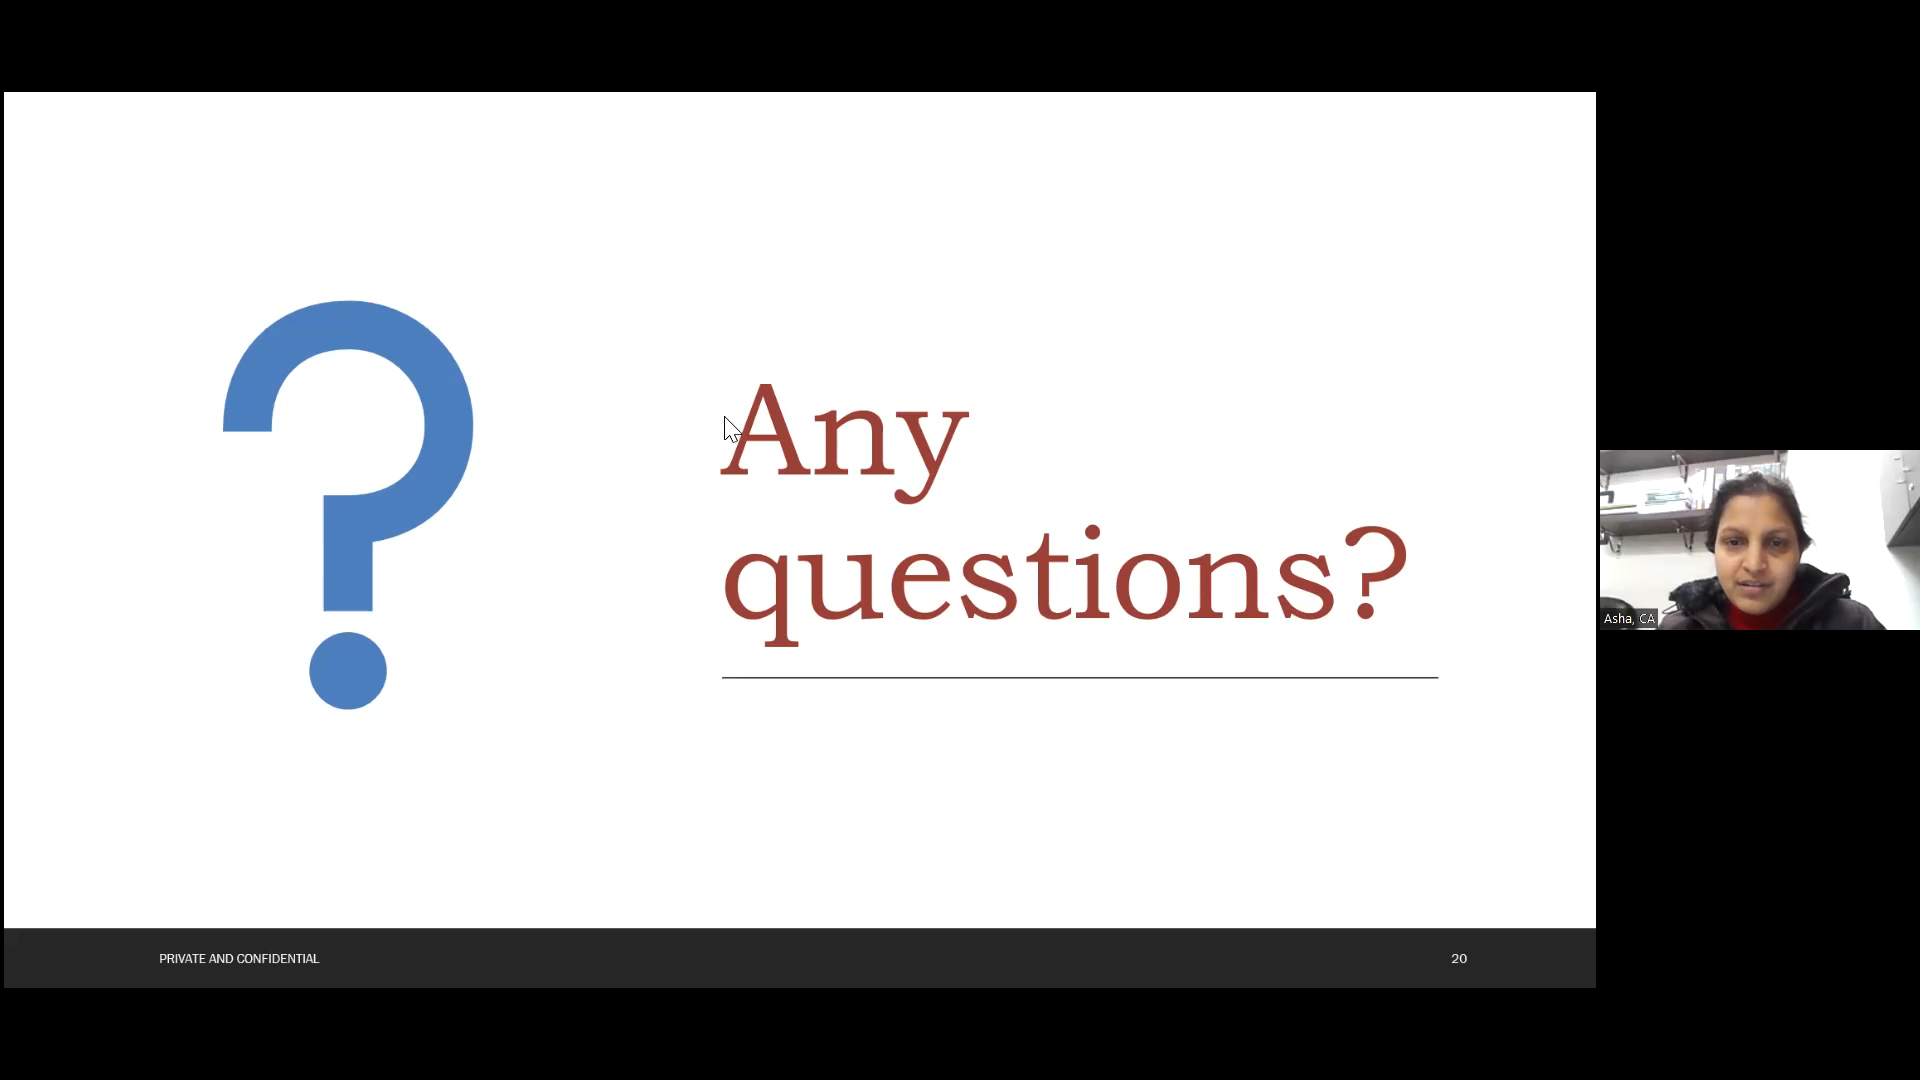 ?
Any
questions?
Asha, CA
PRIVATE AND CONFIDENTIAL
20